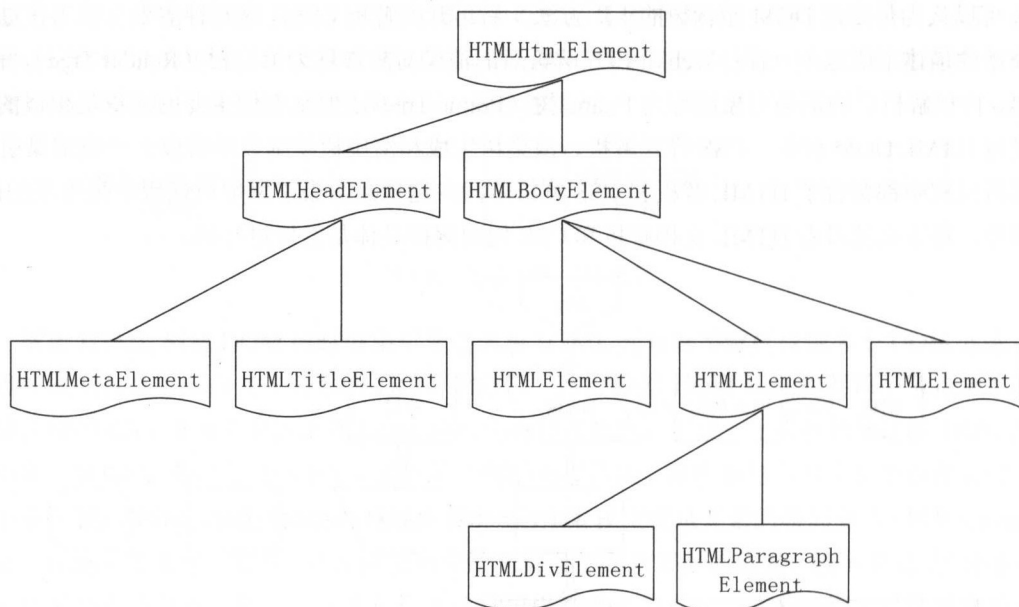 HTMLHtmlElement
HTMLHeadElement
HTMLBodyElement
HTMLMetaElement
HTMLTitleElement
HTMLElement
HTMLElement
HTMLElement
HTMLDivElement
HTMLParagraph
Element